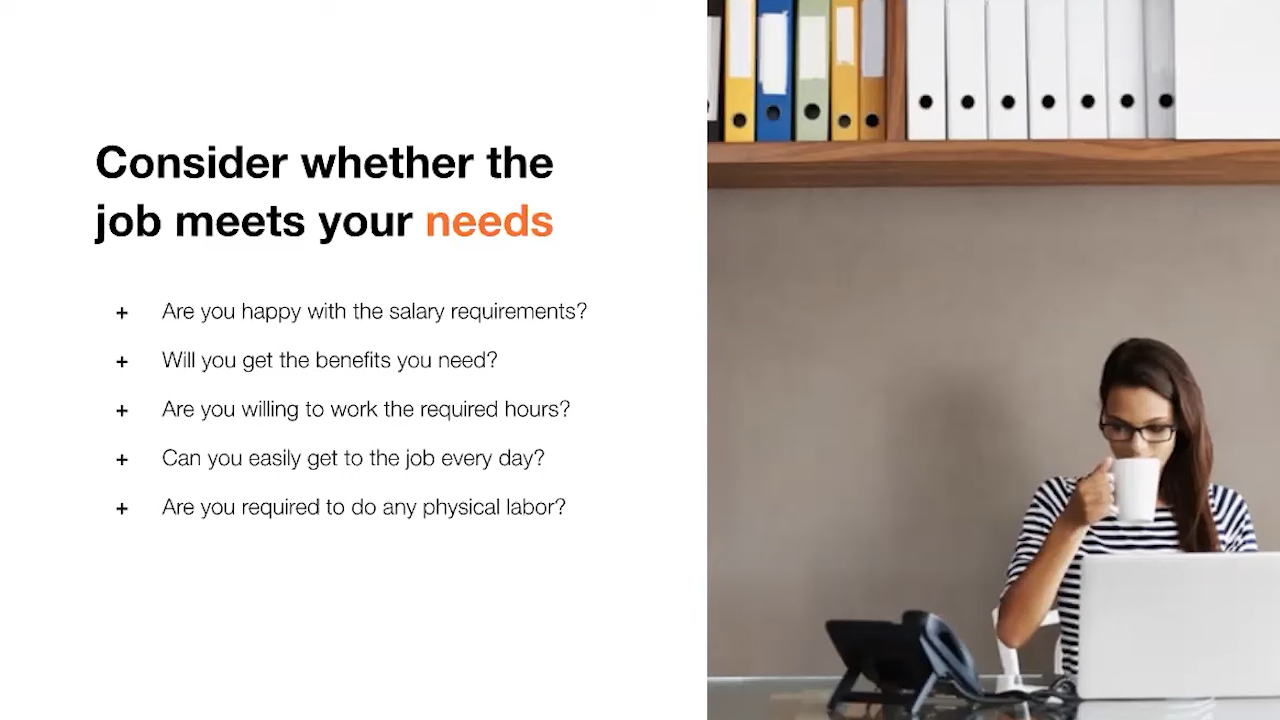 Consider whether the
job meets your needs
+ Are you happy with the salary requirements?
+ Will you get the benefits you need?
+ Are you willing to work the required hours?
+ Can you easily get to the job every day?
+ Are you required to do any physical labor?